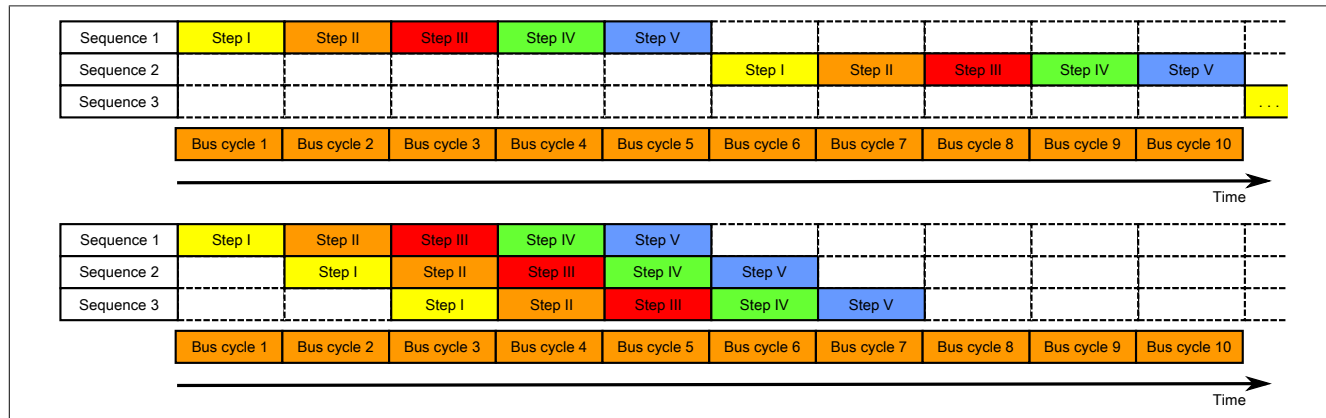 Sequence 1 Step I Step II Step III Step IV Step V
Sequence 2 Step I Step II Step III Step IV Step V
Sequence 3 . . .
Bus cycle 1 Bus cycle 2 Bus cycle 3 Bus cycle 4 Bus cycle 5 Bus cycle 6 Bus cycle 7 Bus cycle 8 Bus cycle 9 Bus cycle 10
Time
Sequence 1 Step I Step II Step III Step IV Step V
Sequence 2 Step I Step II Step III Step IV Step V
Sequence 3 Step I Step II Step III Step IV Step V
Bus cycle 1 Bus cycle 2 Bus cycle 3 Bus cycle 4 Bus cycle 5 Bus cycle 6 Bus cycle 7 Bus cycle 8 Bus cycle 9 Bus cycle 10
Time